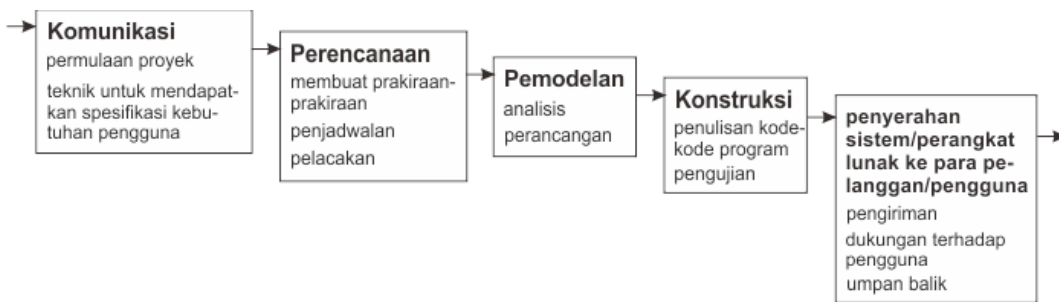 Komunikasi
permulaan proyek
teknik untuk mendapat-
kan spesifikasi kebu-
tuhan pengguna
Perencanaan
membuat prakiraan-
prakiraan
penjadwalan
pelacakan
Pemodelan
analisis
perancangan
Konstruksi
penulisan kode-
kode program
pengujian
penyerahan
sistem/perangkat
lunak ke para pe-
langgan/pengguna
pengiriman
dukungan terhadap
pengguna
umpan balik